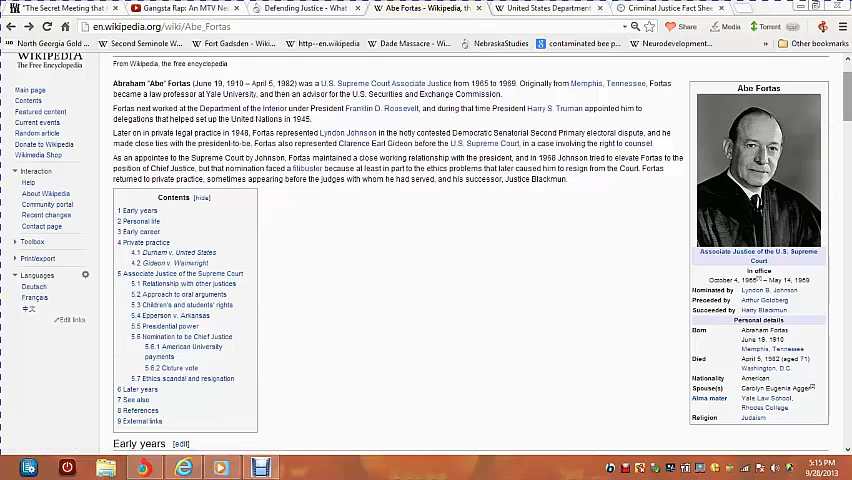 "The Secret Meeting that
Gangsta Rap: An MTV Ne
Defending Justice - What
Abe Fortas - Wikipedia, th
United States Department
Criminal Justice Fact Shee
en.wikipedia.org/wiki/Abe_Fortas
Share
Media
Torrent
North Georgia Gold
Second Seminole W
Fort Gadsden - Wiki
http--en.wikipedia
Dade Massacre - Wi
NebraskaStudies
contaminated bee p
Neurodevelopment
Other bookmarks
WIKIPEDIA
The Free Encyclopedia
Main page
Contents
Featured content
Current events
Random article
Donate to Wikipedia
Wikimedia Shop
Interaction
Help
About Wikipedia
Community portal
Recent changes
Contact page
Toolbox
Print/export
Languages
Deutsch
Français
中文
Edit links
From Wikipedia, the free encyclopedia
Abraham "Abe" Fortas (June 19, 1910 – April 5, 1982) was a U.S. Supreme Court Associate Justice from 1965 to 1969. Originally from Memphis, Tennessee, Fortas
became a law professor at Yale University, and then an advisor for the U.S. Securities and Exchange Commission.
Fortas next worked at the Department of the Interior under President Franklin D. Roosevelt, and during that time President Harry S. Truman appointed him to
delegations that helped set up the United Nations in 1945.
Later on in private legal practice in 1948, Fortas represented Lyndon Johnson in the hotly contested Democratic Senatorial Second Primary electoral dispute, and he
made close ties with the president-to-be. Fortas also represented Clarence Earl Gideon before the U.S. Supreme Court, in a case involving the right to counsel.
As an appointee to the Supreme Court by Johnson, Fortas maintained a close working relationship with the president, and in 1968 Johnson tried to elevate Fortas to the
position of Chief Justice, but that nomination faced a filibuster because at least in part to the ethics problems that later caused him to resign from the Court. Fortas
returned to private practice, sometimes appearing before the judges with whom he had served, and his successor, Justice Blackmun.
Contents [hide]
1 Early years
2 Personal life
3 Early career
4 Private practice
4.1 Durham v. United States
4.2 Gideon v. Wainwright
5 Associate Justice of the Supreme Court
5.1 Relationship with other justices
5.2 Approach to oral arguments
5.3 Children's and students' rights
5.4 Epperson v. Arkansas
5.5 Presidential power
5.6 Nomination to be Chief Justice
5.6.1 American University
payments
5.6.2 Cloture vote
5.7 Ethics scandal and resignation
6 Later years
7 See also
8 References
9 External links
Early years [edit]
Abe Fortas
Associate Justice of the U.S. Supreme
Court
In office
October 4, 1965[1] – May 14, 1969
Nominated by Lyndon B. Johnson
Preceded by Arthur Goldberg
Succeeded by Harry Blackmun
Personal details
Born Abraham Fortas
June 19, 1910
Memphis, Tennessee
Died April 5, 1982 (aged 71)
Washington, D.C.
Nationality American
Spouse(s) Carolyn Eugenia Agger[2]
Alma mater Yale Law School,
Rhodes College
Religion Judaism
5:15 PM
9/28/2013